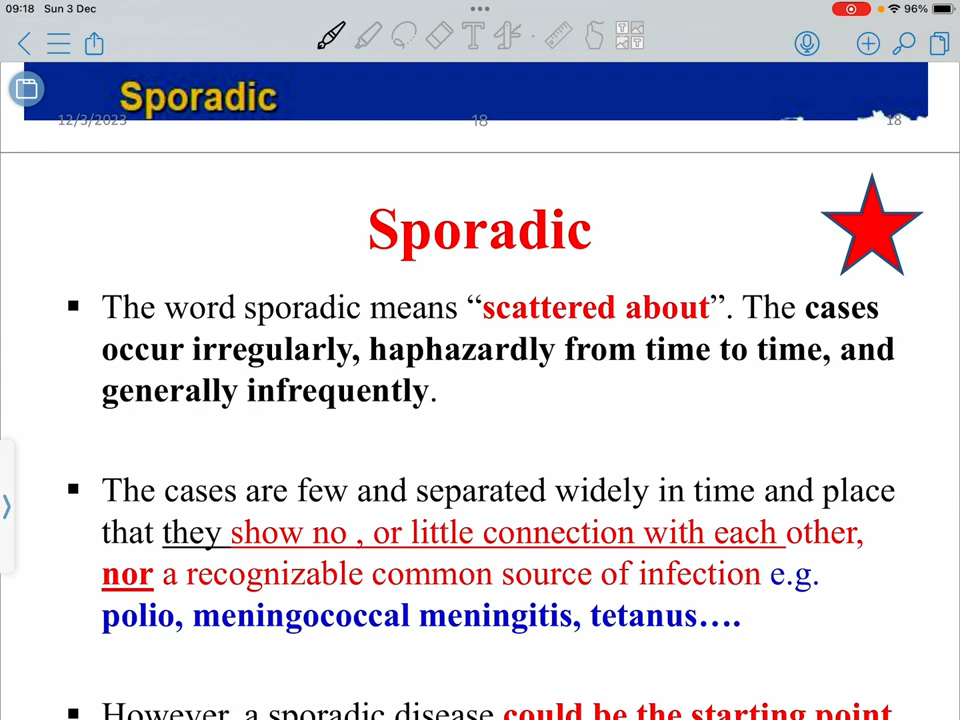 09:18 Sun 3 Dec
96%
Sporadic
12/3/2023 18 18
Sporadic
▪ The word sporadic means “scattered about”. The cases
occur irregularly, haphazardly from time to time, and
generally infrequently.
▪ The cases are few and separated widely in time and place
that they show no , or little connection with each other,
nor a recognizable common source of infection e.g.
polio, meningococcal meningitis, tetanus….
▪ However, a sporadic disease could be the starting point